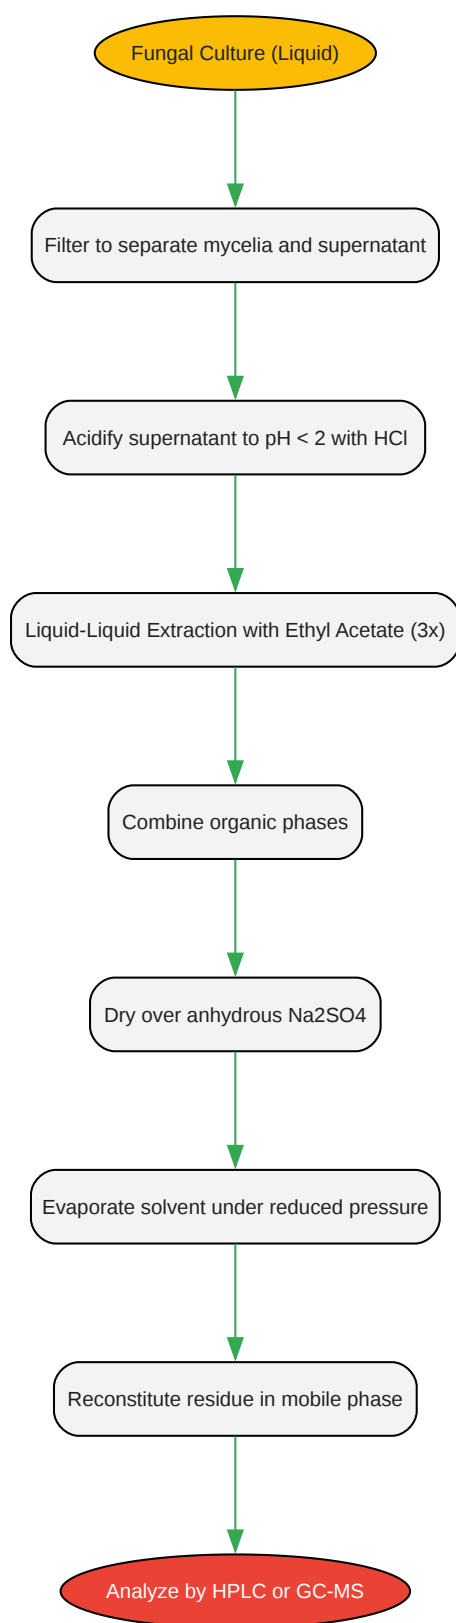 Fungal Culture (Liquid)
Filter to separate mycelia and supernatant
Acidify supernatant to pH < 2 with HCl
Liquid-Liquid Extraction with Ethyl Acetate (3x)
Combine organic phases
Dry over anhydrous Na2SO4
Evaporate solvent under reduced pressure
Reconstitute residue in mobile phase
Analyze by HPLC or GC-MS